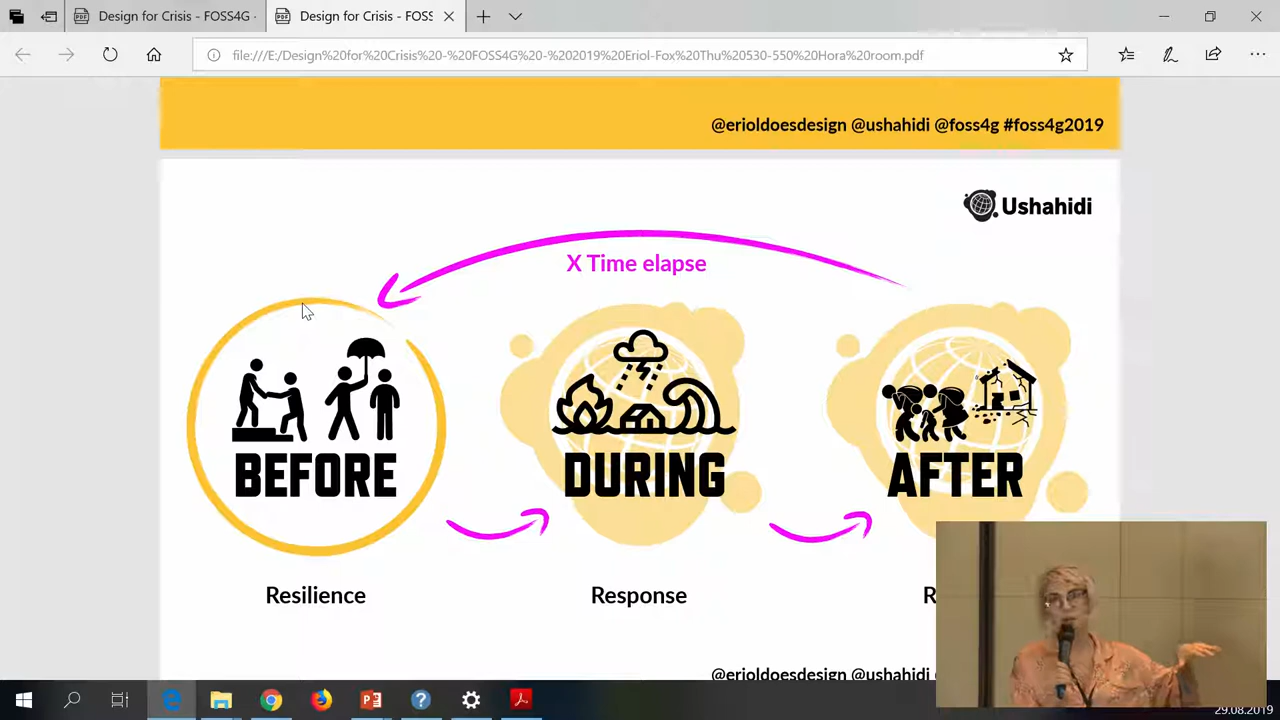 Design for Crisis - FOSS4G -
Design for Crisis - FOSS
file:///E:/Design%20for%20Crisis%20-%20FOSS4G%20-%202019%20Eriol-Fox%20Thu%20530-550%20Hora%20room.pdf
@erioldoesdesign @ushahidi @foss4g #foss4g2019
Ushahidi
X Time elapse
BEFORE
DURING
AFTER
Resilience
Response
R
@erioldoesdesign @ushahidi
29.08.2019